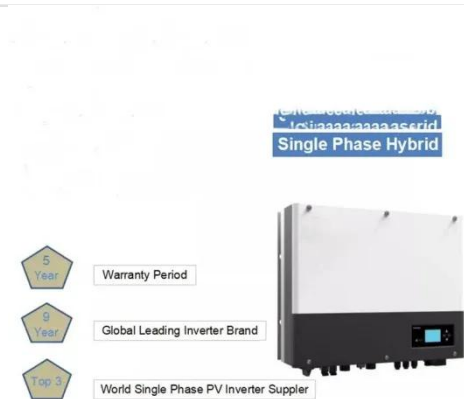 Single Phase Hybrid
5
Year
Warranty Period
9
Year
Global Leading Inverter Brand
Top 3
World Single Phase PV Inverter Suppler